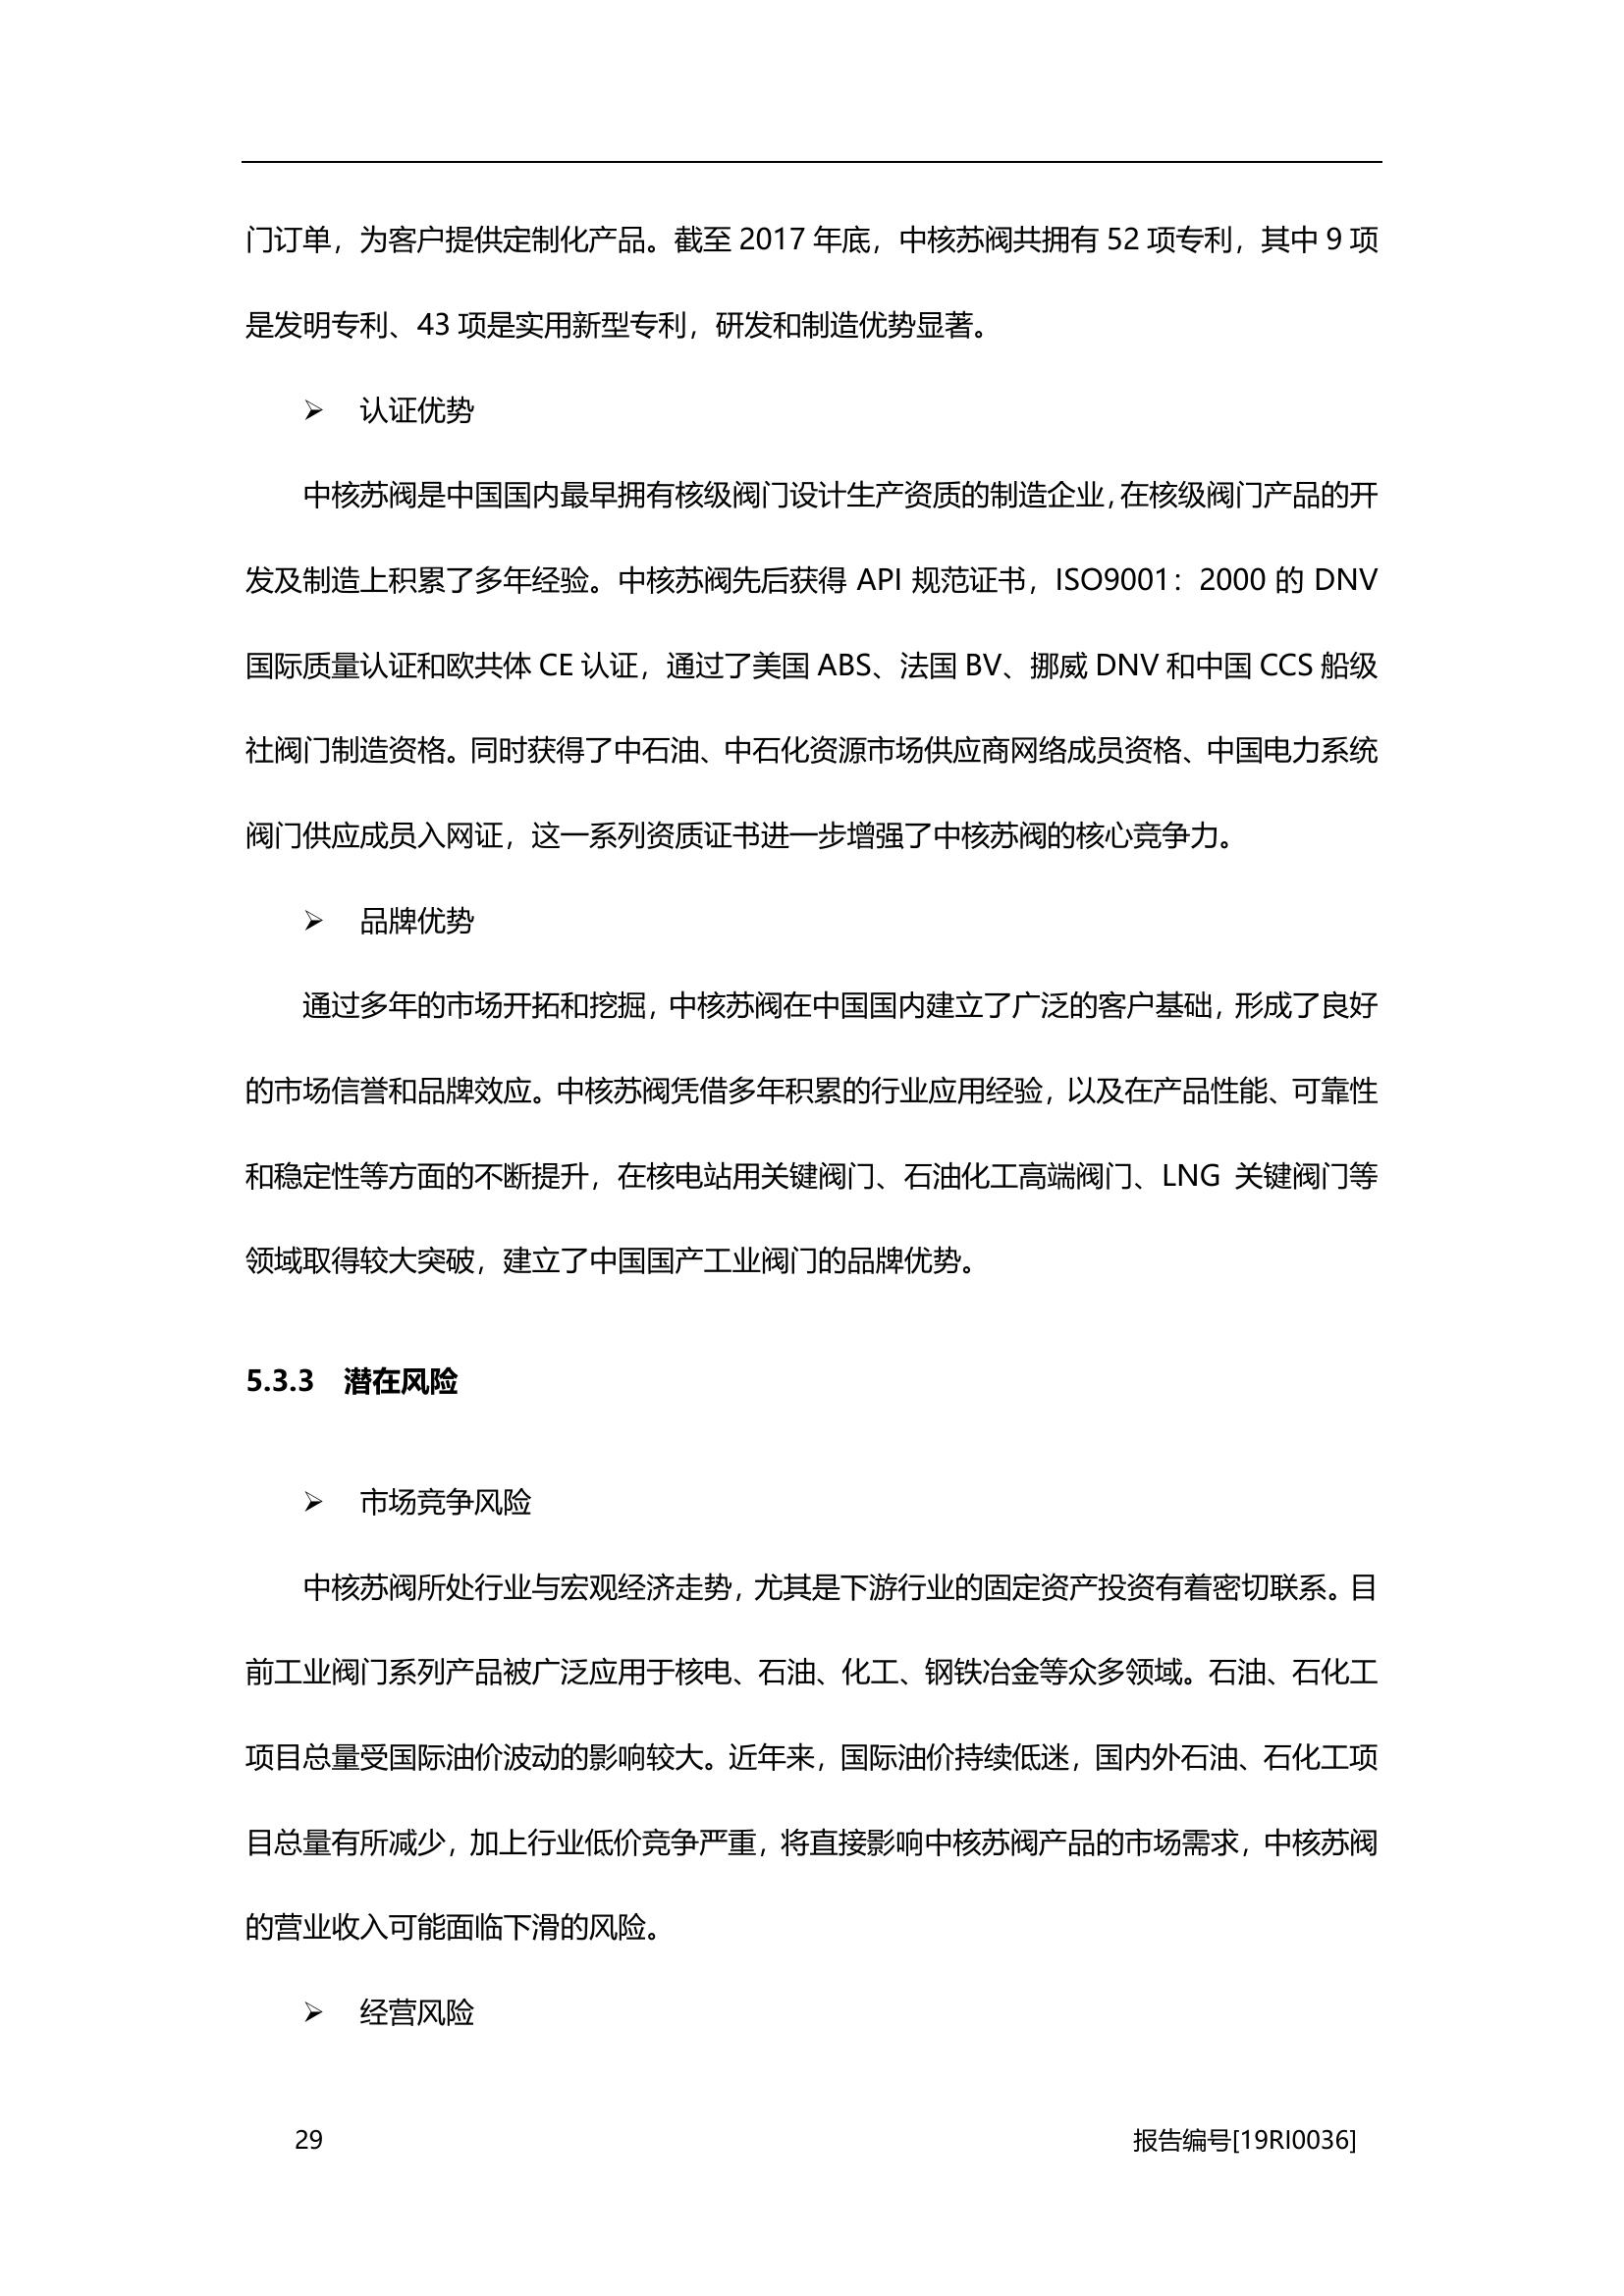 门订单，为客户提供定制化产品。截至 2017 年底，中核苏阀共拥有 52 项专利，其中 9 项
是发明专利、43 项是实用新型专利，研发和制造优势显著。
➢ 认证优势
中核苏阀是中国国内最早拥有核级阀门设计生产资质的制造企业，在核级阀门产品的开
发及制造上积累了多年经验。中核苏阀先后获得 API 规范证书，ISO9001：2000 的 DNV
国际质量认证和欧共体 CE 认证，通过了美国 ABS、法国 BV、挪威 DNV 和中国 CCS 船级
社阀门制造资格。同时获得了中石油、中石化资源市场供应商网络成员资格、中国电力系统
阀门供应成员入网证，这一系列资质证书进一步增强了中核苏阀的核心竞争力。
➢ 品牌优势
通过多年的市场开拓和挖掘，中核苏阀在中国国内建立了广泛的客户基础，形成了良好
的市场信誉和品牌效应。中核苏阀凭借多年积累的行业应用经验，以及在产品性能、可靠性
和稳定性等方面的不断提升，在核电站用关键阀门、石油化工高端阀门、LNG 关键阀门等
领域取得较大突破，建立了中国国产工业阀门的品牌优势。
5.3.3 潜在风险
➢ 市场竞争风险
中核苏阀所处行业与宏观经济走势，尤其是下游行业的固定资产投资有着密切联系。目
前工业阀门系列产品被广泛应用于核电、石油、化工、钢铁冶金等众多领域。石油、石化工
项目总量受国际油价波动的影响较大。近年来，国际油价持续低迷，国内外石油、石化工项
目总量有所减少，加上行业低价竞争严重，将直接影响中核苏阀产品的市场需求，中核苏阀
的营业收入可能面临下滑的风险。
➢ 经营风险
29 报告编号[19RI0036]